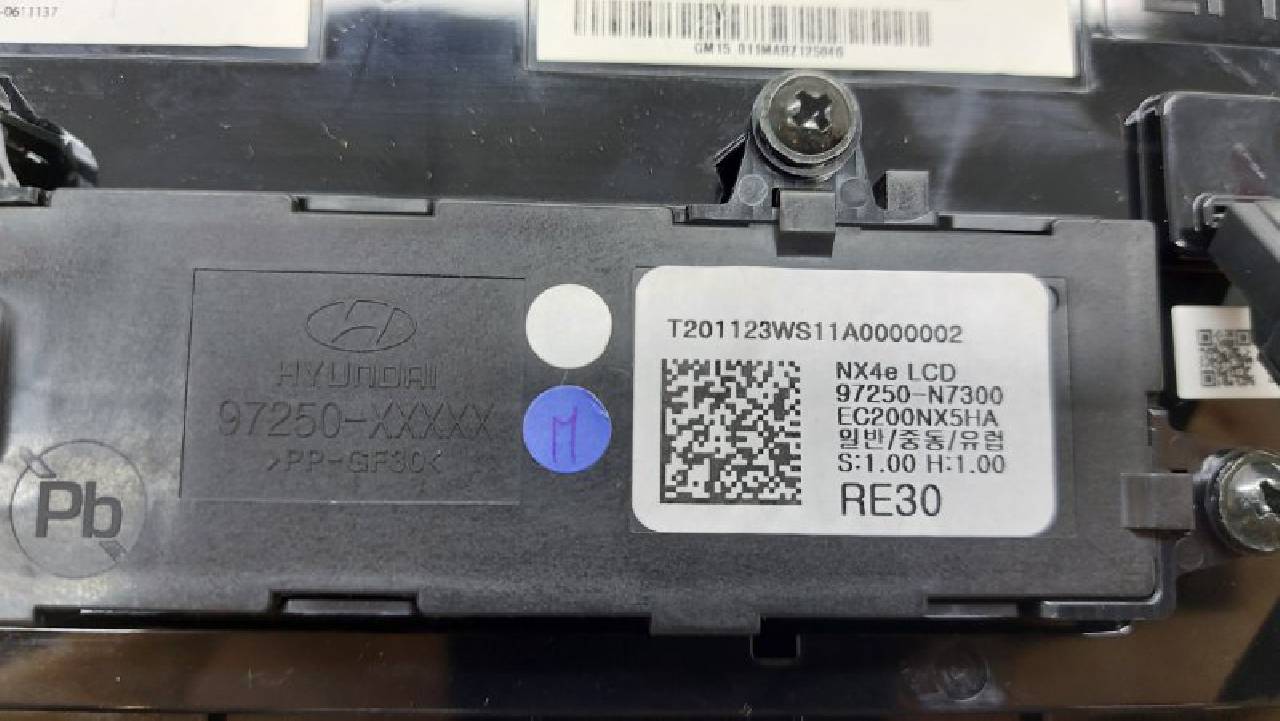 -0611137
HYUNDAI
97250-XXXXX
>PP-GF30<
Pb
M
T201123WS11A0000002
NX4e LCD
97250-N7300
EC200NX5HA
일반/중동/유럽
S:1.00 H:1.00
RE30